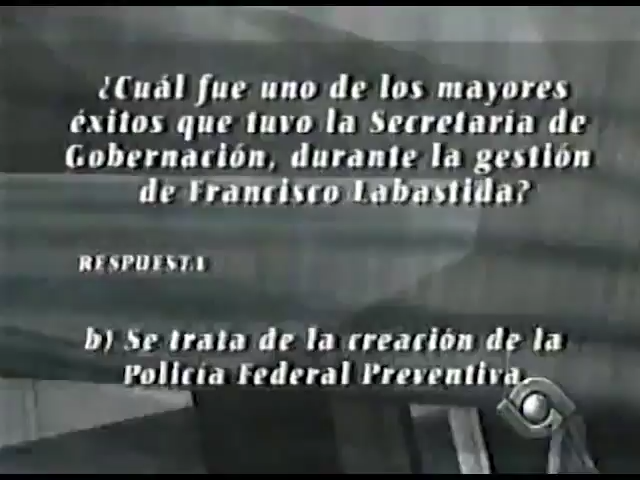 ¿Cuál fue uno de los mayores
éxitos que tuvo la Secretaría de
Gobernación, durante la gestión
de Francisco Labastida?
RESPUESTA
b) Se trata de la creación de la
Policía Federal Preventiva.